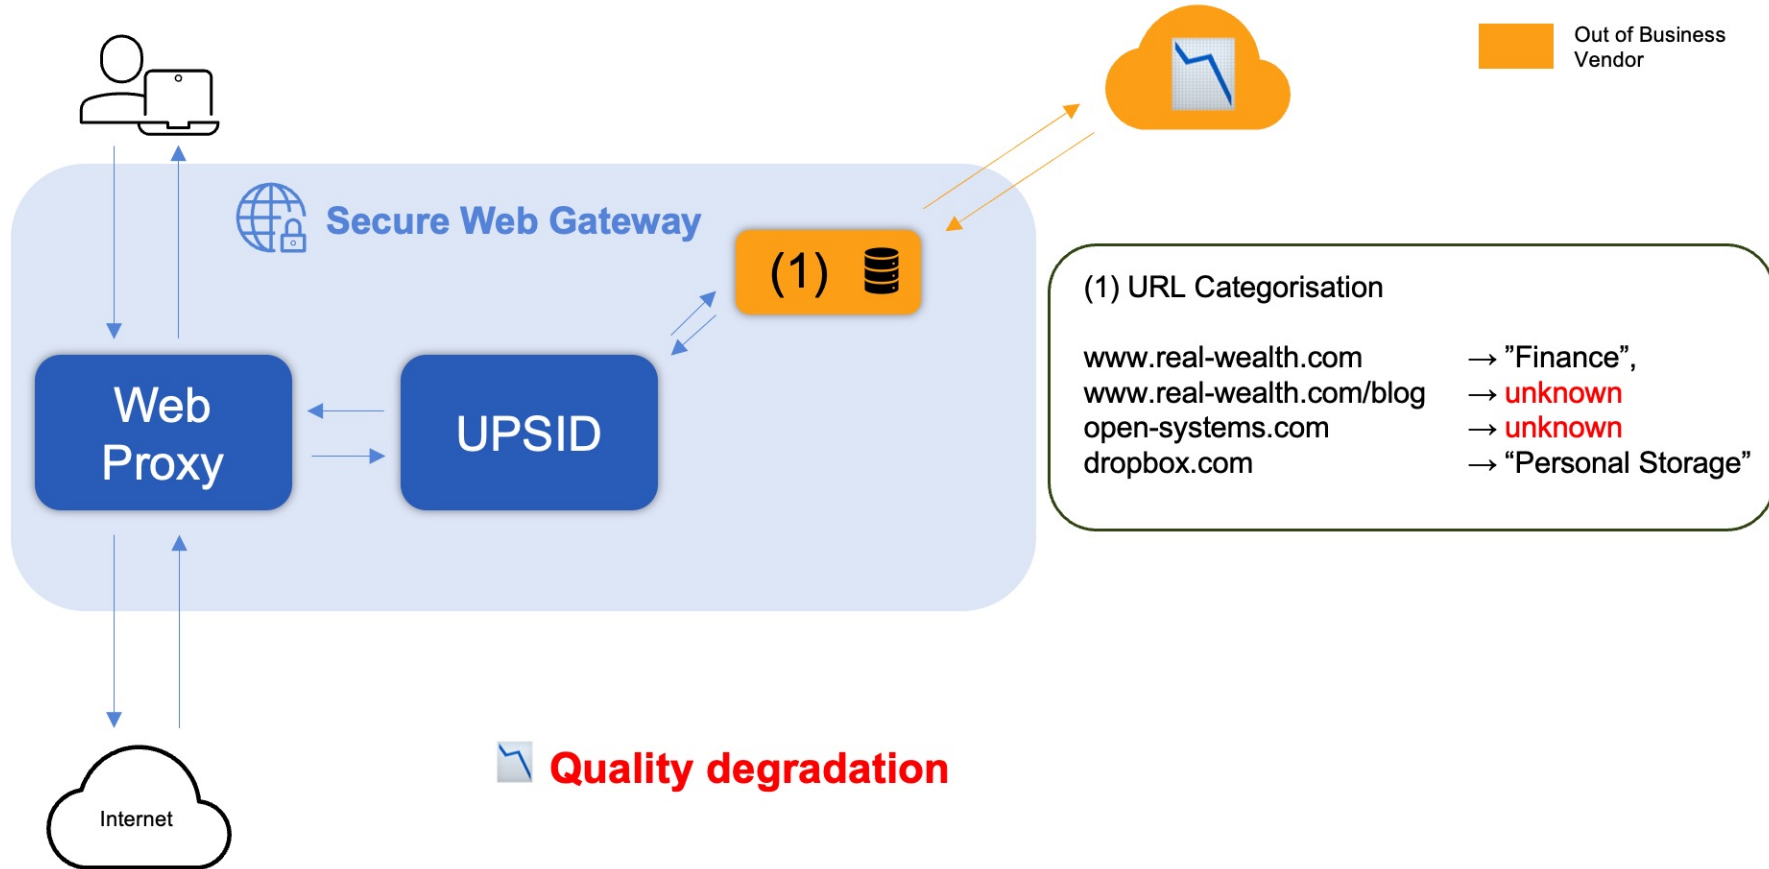 Out of Business
Vendor
Secure Web Gateway
(1)
Web
Proxy
UPSID
(1) URL Categorisation
www.real-wealth.com → ”Finance”,
www.real-wealth.com/blog → unknown
open-systems.com → unknown
dropbox.com → “Personal Storage”
Quality degradation
Internet